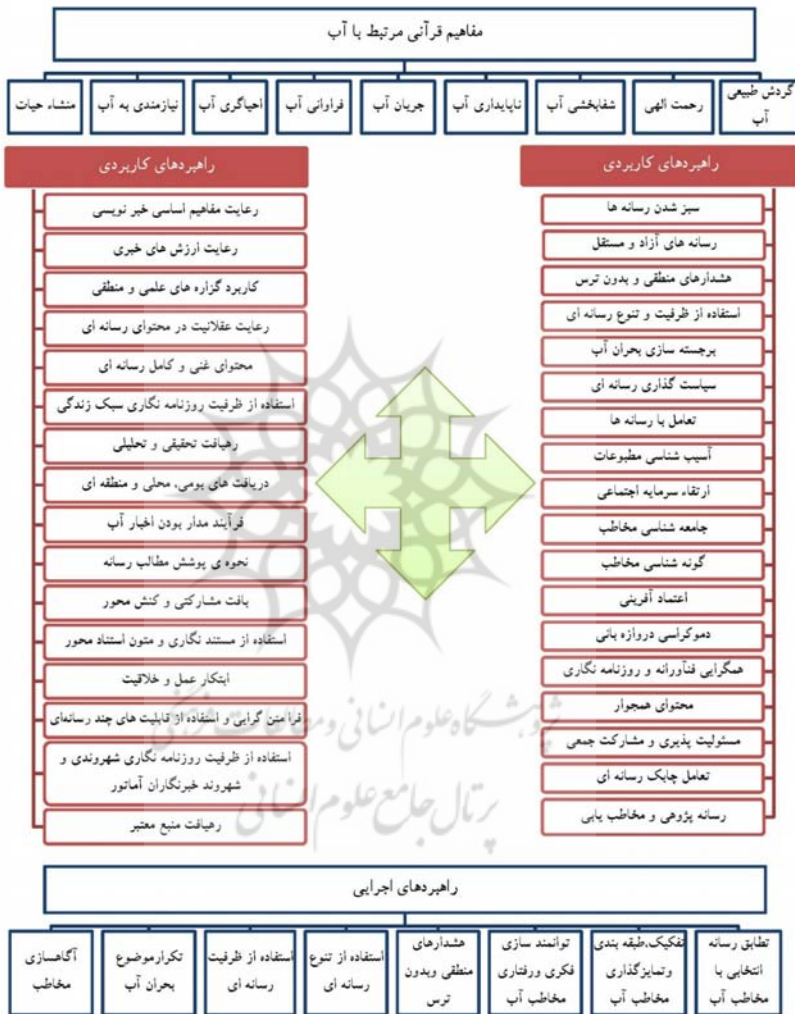 مفاهیم قرآنی مرتبط با آب
گردش طبیعی
آب
رحمت الهی
شفابخشی آب
ناپایداری آب
جریان آب
فراوانی آب
احیاگری آب
نیازمندی به آب
منشاء حیات
راهبردهای کاربردی
سبز شدن رسانه ها
رسانه های آزاد و مستقل
هشدارهای منطقی و بدون ترس
استفاده از ظرفیت و تنوع رسانه ای
برجسته سازی بحران آب
سیاست گذاری رسانه ای
تعامل با رسانه ها
آسیب شناسی مطبوعات
ارتقاء سرمایه اجتماعی
جامعه شناسی مخاطب
گونه شناسی مخاطب
اعتماد آفرینی
دموکراسی دروازه بانی
همگرایی فنآورانه و روزنامه نگاری
محتوای همجوار
مسئولیت پذیری و مشارکت جمعی
تعامل چابک رسانه ای
رسانه پژوهی و مخاطب یابی
راهبردهای کاربردی
رعایت مفاهیم اساسی خبر نویسی
رعایت ارزش های خبری
کاربرد گزاره های علمی و منطقی
رعایت عقلانیت در محتوای رسانه ای
محتوای غنی و کامل رسانه ای
استفاده از ظرفیت روزنامه نگاری سبک زندگی
رهیافت تحقیقی و تحلیلی
دریافت های بومی، محلی و منطقه ای
فرآیند مدار بودن اخبار آب
نحوه ی پوشش مطالب رسانه
بافت مشارکتی و کنش محور
استفاده از مستند نگاری و متون استناد محور
ابتکار عمل و خلاقیت
فرا متن گرایی و استفاده از قابلیت های چند رسانه‌ای
استفاده از ظرفیت روزنامه نگاری شهروندی و
شهروند خبرنگاران آماتور
رهیافت منبع معتبر
پژوهشگاه علوم انسانی و مطالعات فرهنگی
پرتال جامع علوم انسانی
راهبردهای اجرایی
تطابق رسانه
انتخابی با
مخاطب آب
تفکیک،طبقه بندی
وتمایزگذاری
مخاطب آب
توانمند سازی
فکری ورفتاری
مخاطب آب
هشدارهای
منطقی وبدون
ترس
استفاده از تنوع
رسانه ای
استفاده از ظرفیت
رسانه ای
تکرارموضوع
بحران آب
آگاهسازی
مخاطب